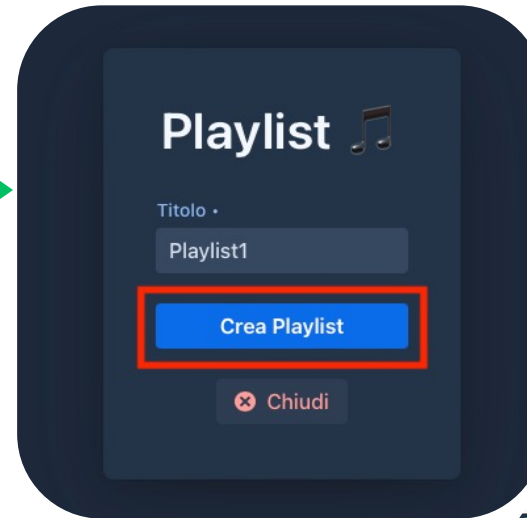 Playlist 🎵
Titolo •
Playlist1
Crea Playlist
Chiudi